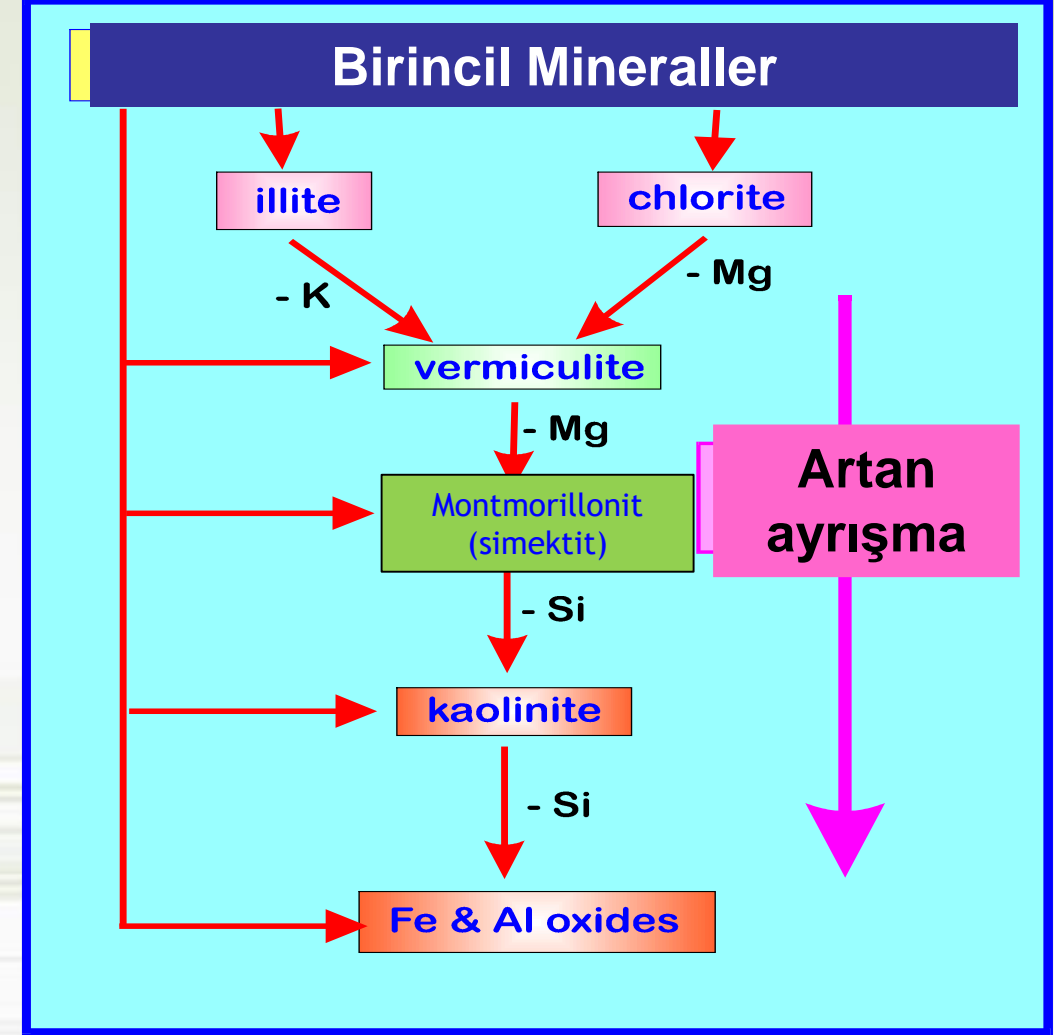 Birincil Mineraller
illite
chlorite
- K
- Mg
vermiculite
- Mg
Montmorillonit
(simektit)
Artan
ayrışma
- Si
kaolinite
- Si
Fe & Al oxides